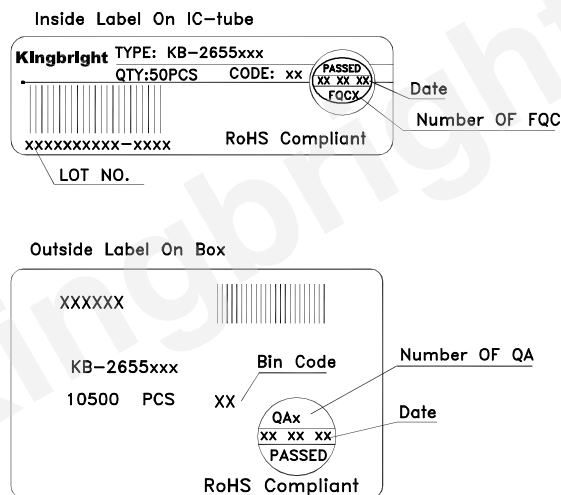 Inside Label On IC-tube
Kingbright TYPE: KB-2655xxx
QTY:50PCS CODE: xx
PASSED
XX XX XX
FQCX
Date
Number OF FQC
XXXXXXXXXX-XXXX
RoHS Compliant
LOT NO.
Outside Label On Box
XXXXXX
KB-2655xxx
Bin Code
Number OF QA
10500 PCS
XX
QAx
XX XX XX
PASSED
Date
RoHS Compliant
Kingbright